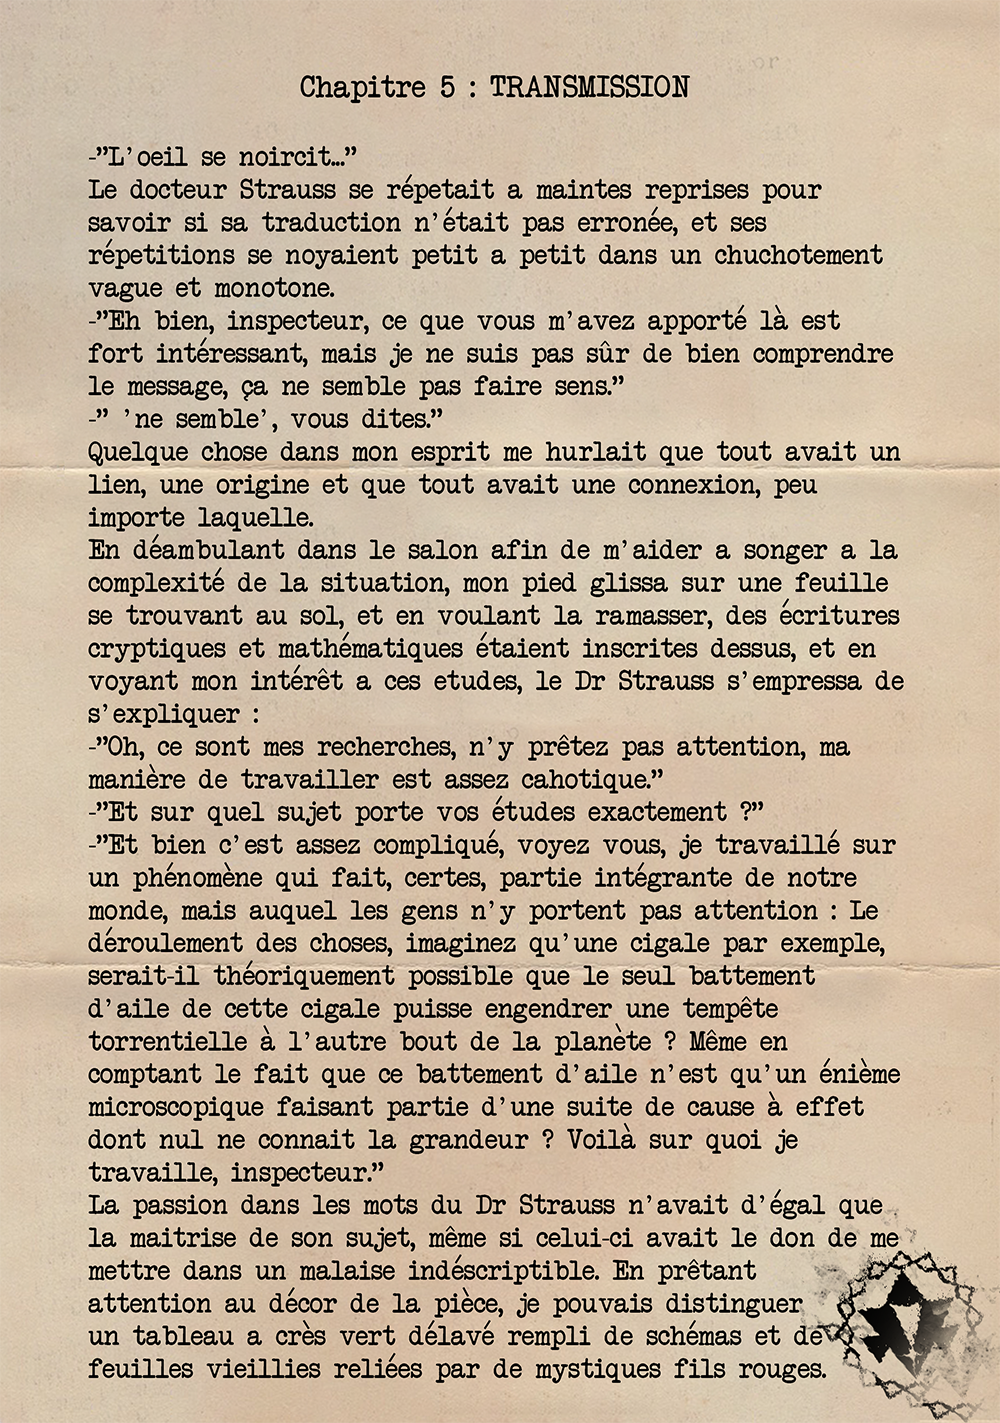 Chapitre 5 : TRANSMISSION
-”L'oeil se noircit…”
Le docteur Strauss se répetait a maintes reprises pour
savoir si sa traduction n'était pas erronée, et ses
répetitions se noyaient petit a petit dans un chuchotement
vague et monotone.
-”Eh bien, inspecteur, ce que vous m'avez apporté là est
fort intéressant, mais je ne suis pas sûr de bien comprendre
le message, ça ne semble pas faire sens.”
-” 'ne semble', vous dites.”
Quelque chose dans mon esprit me hurlait que tout avait un
lien, une origine et que tout avait une connexion, peu
importe laquelle.
En déambulant dans le salon afin de m'aider a songer a la
complexité de la situation, mon pied glissa sur une feuille
se trouvant au sol, et en voulant la ramasser, des écritures
cryptiques et mathématiques étaient inscrites dessus, et en
voyant mon intérêt a ces etudes, le Dr Strauss s'empressa de
s'expliquer :
-”Oh, ce sont mes recherches, n'y prêtez pas attention, ma
manière de travailler est assez cahotique.”
-”Et sur quel sujet porte vos études exactement ?”
-”Et bien c'est assez compliqué, voyez vous, je travaillé sur
un phénomène qui fait, certes, partie intégrante de notre
monde, mais auquel les gens n'y portent pas attention : Le
déroulement des choses, imaginez qu'une cigale par exemple,
serait-il théoriquement possible que le seul battement
d'aile de cette cigale puisse engendrer une tempête
torrentielle à l'autre bout de la planète ? Même en
comptant le fait que ce battement d'aile n'est qu'un énième
microscopique faisant partie d'une suite de cause à effet
dont nul ne connait la grandeur ? Voilà sur quoi je
travaille, inspecteur.”
La passion dans les mots du Dr Strauss n'avait d'égal que
la maitrise de son sujet, même si celui-ci avait le don de me
mettre dans un malaise indéscriptible. En prêtant
attention au décor de la pièce, je pouvais distinguer
un tableau a crès vert délavé rempli de schémas et de
feuilles vieillies reliées par de mystiques fils rouges.